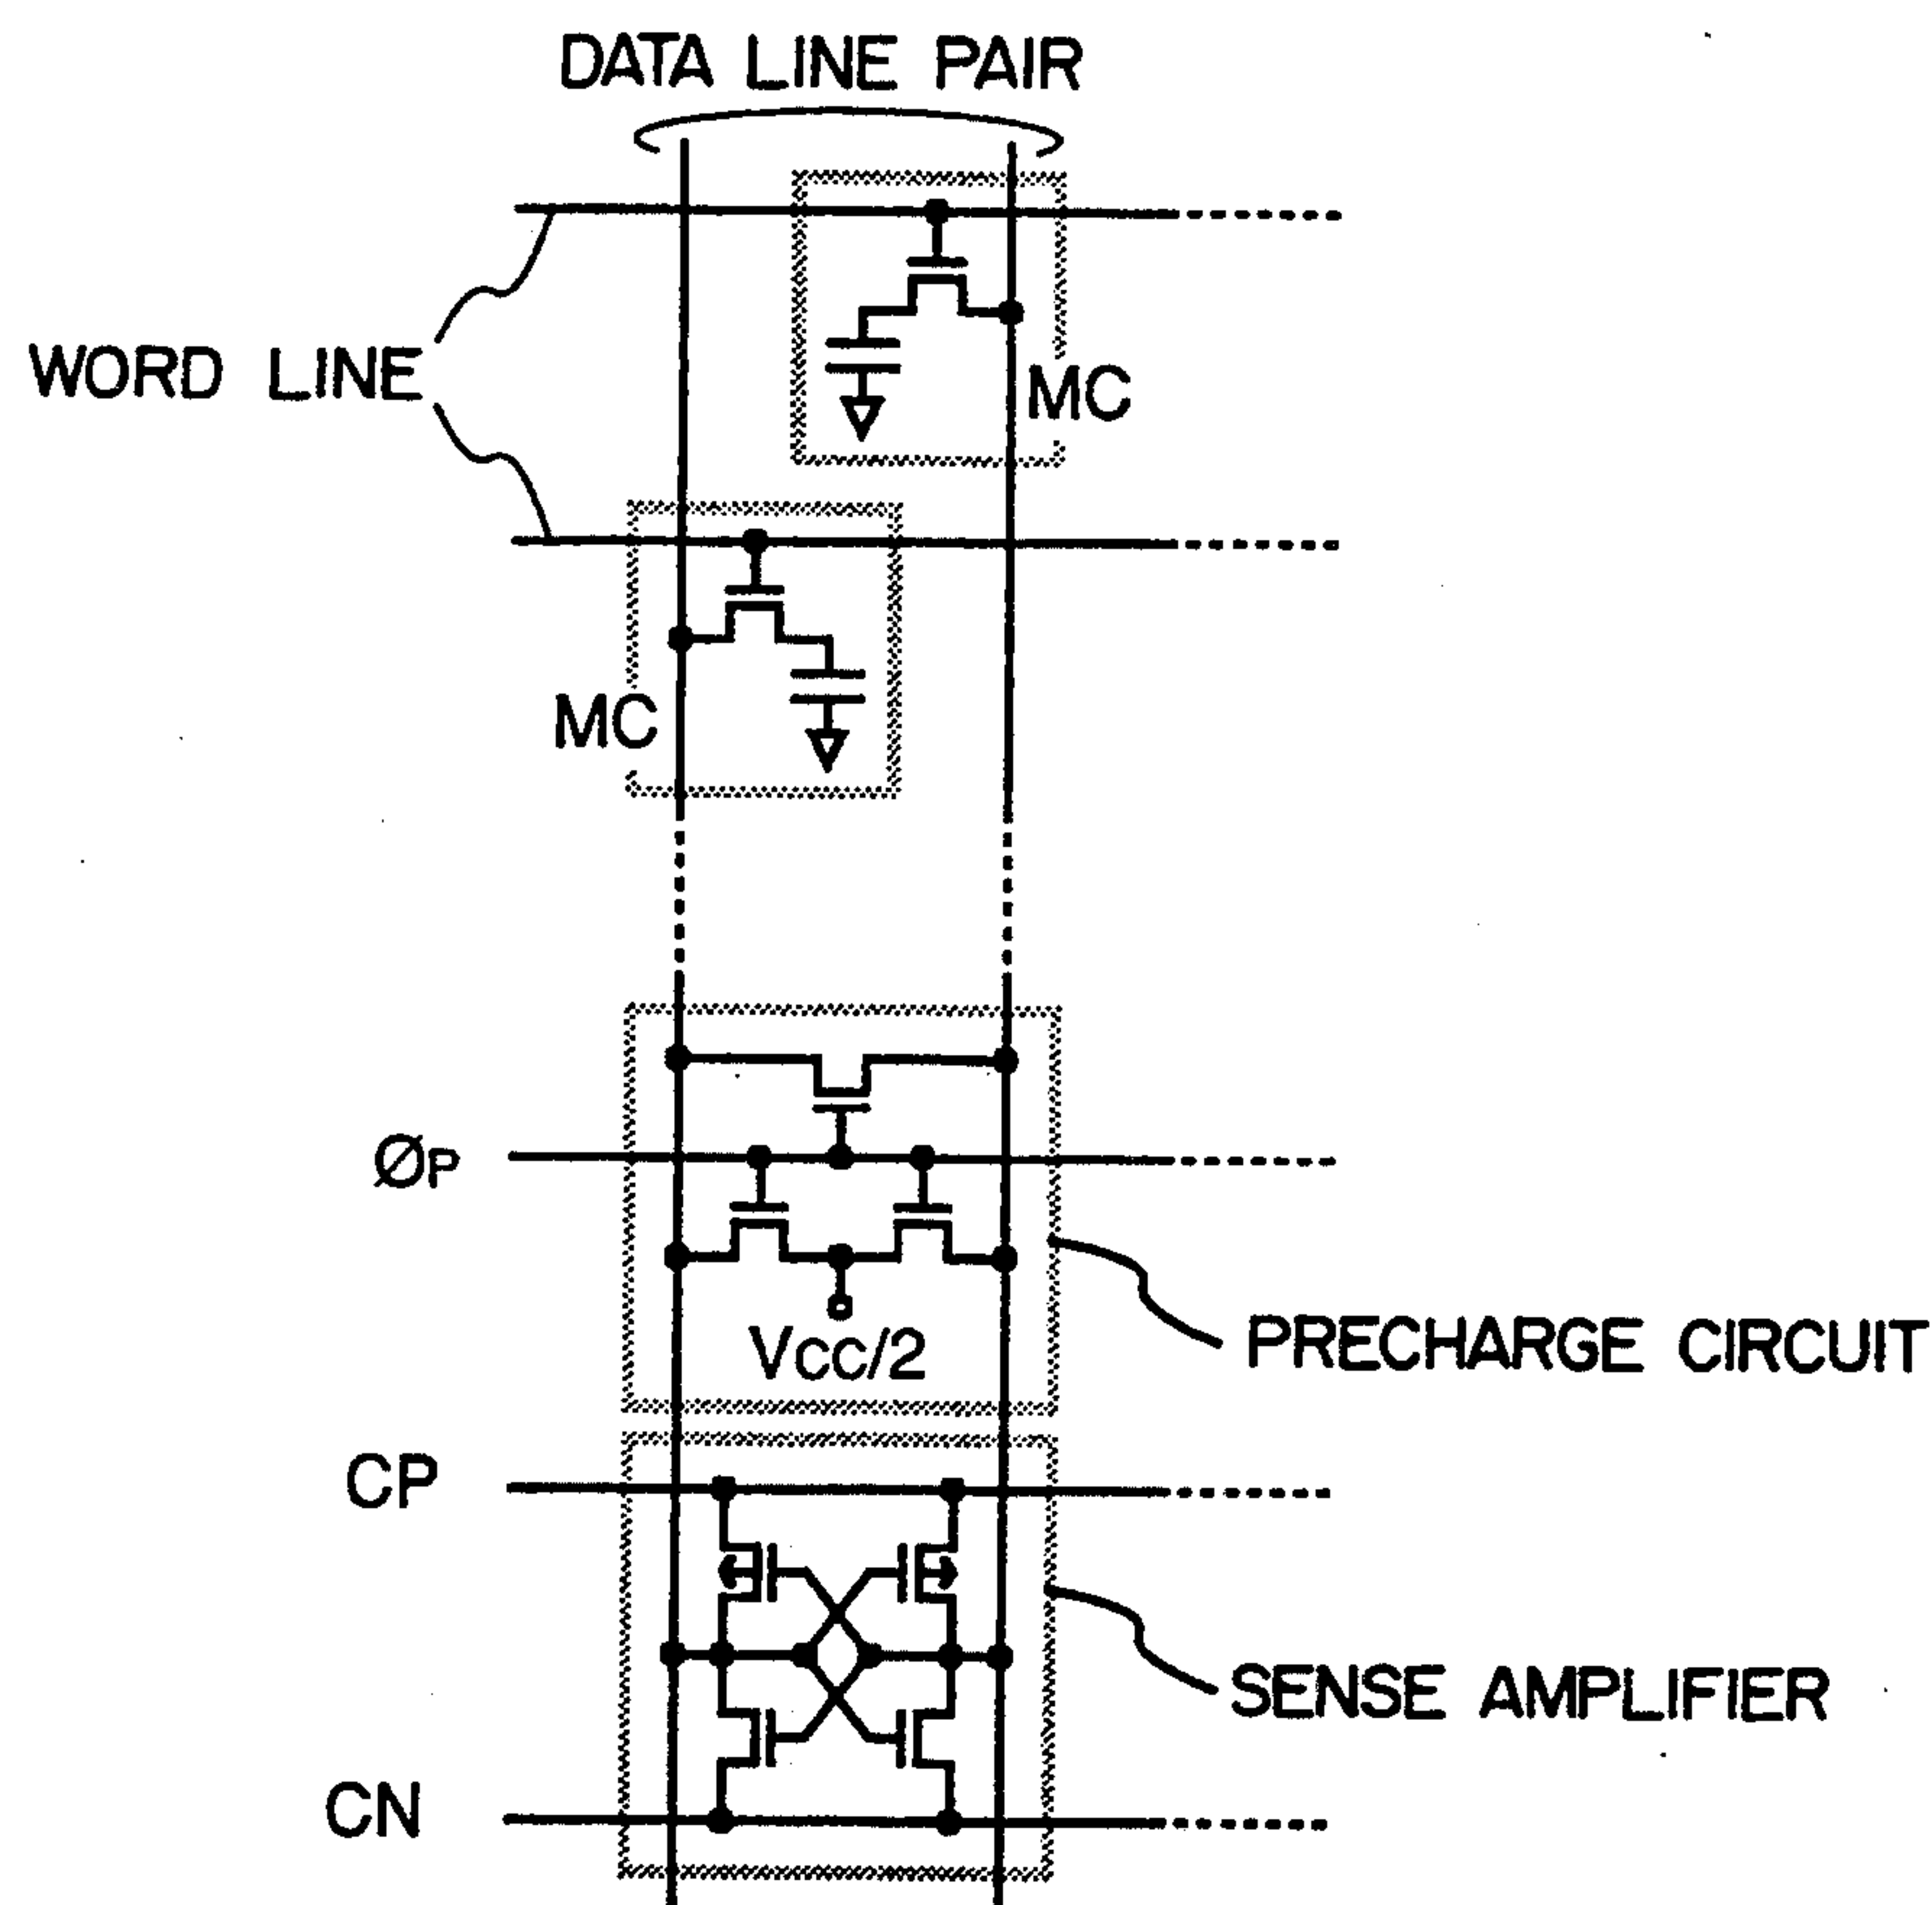 DATA LINE PAIR
WORD LINE
MC
MC
ØP
VCC/2
PRECHARGE CIRCUIT
CP
SENSE AMPLIFIER
CN